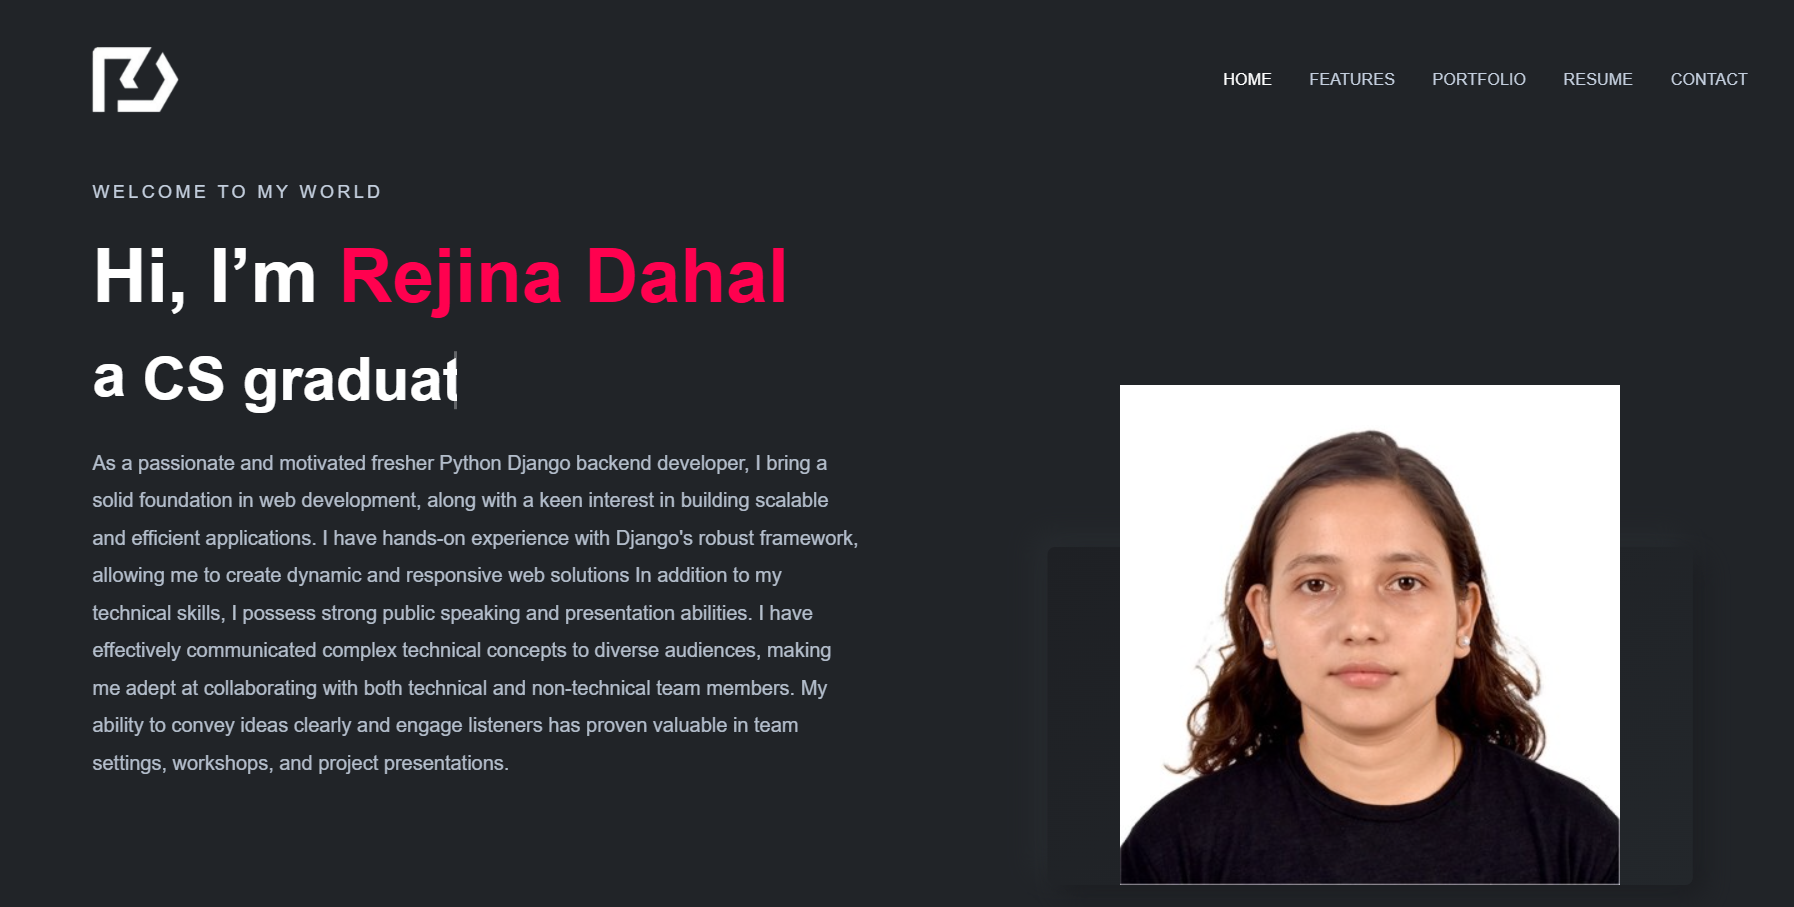 HOME FEATURES PORTFOLIO RESUME CONTACT
WELCOME TO MY WORLD
Hi, I’m Rejina Dahal
a CS graduat
As a passionate and motivated fresher Python Django backend developer, I bring a
solid foundation in web development, along with a keen interest in building scalable
and efficient applications. I have hands-on experience with Django's robust framework,
allowing me to create dynamic and responsive web solutions In addition to my
technical skills, I possess strong public speaking and presentation abilities. I have
effectively communicated complex technical concepts to diverse audiences, making
me adept at collaborating with both technical and non-technical team members. My
ability to convey ideas clearly and engage listeners has proven valuable in team
settings, workshops, and project presentations.